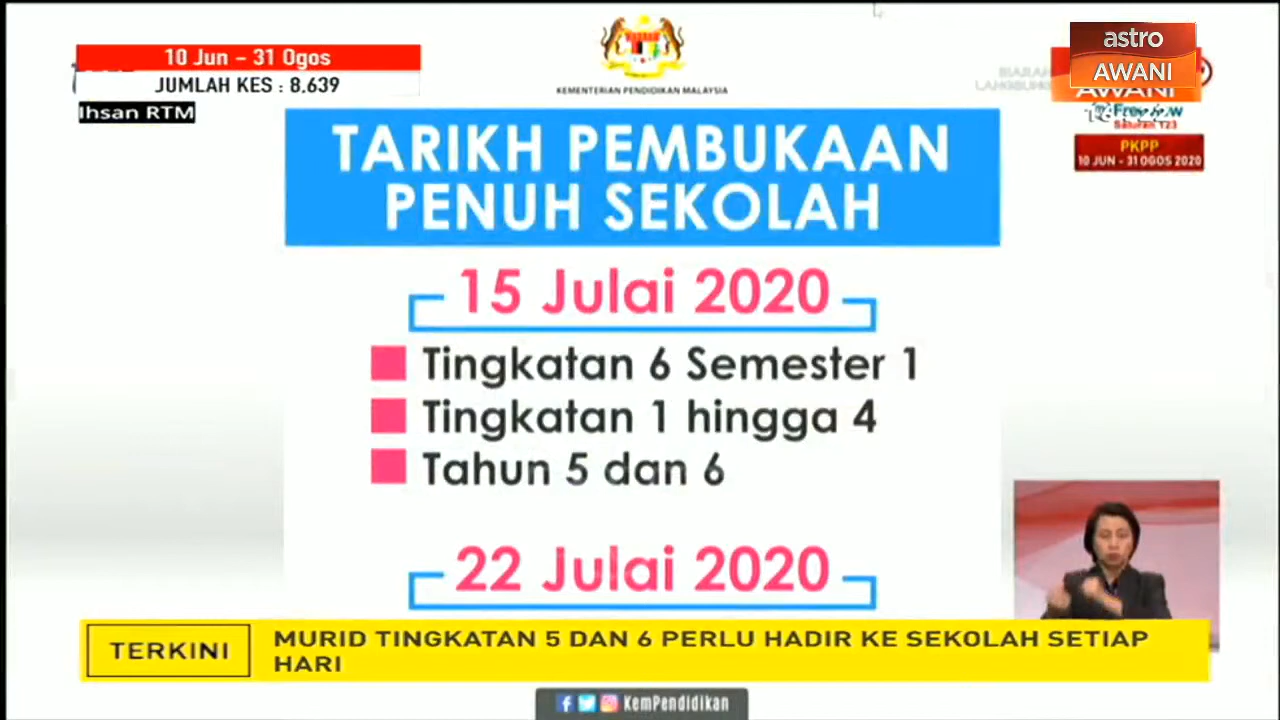 10 Jun – 31 Ogos
JUMLAH KES : 8.639
Ihsan RTM
KEMENTERIAN PENDIDIKAN MALAYSIA
astro
AWANI
AWANI
PKPP
10 JUN - 31 OGOS 2020
TARIKH PEMBUKAAN
PENUH SEKOLAH
15 Julai 2020
Tingkatan 6 Semester 1
Tingkatan 1 hingga 4
Tahun 5 dan 6
22 Julai 2020
TERKINI
MURID TINGKATAN 5 DAN 6 PERLU HADIR KE SEKOLAH SETIAP
HARI
KemPendidikan